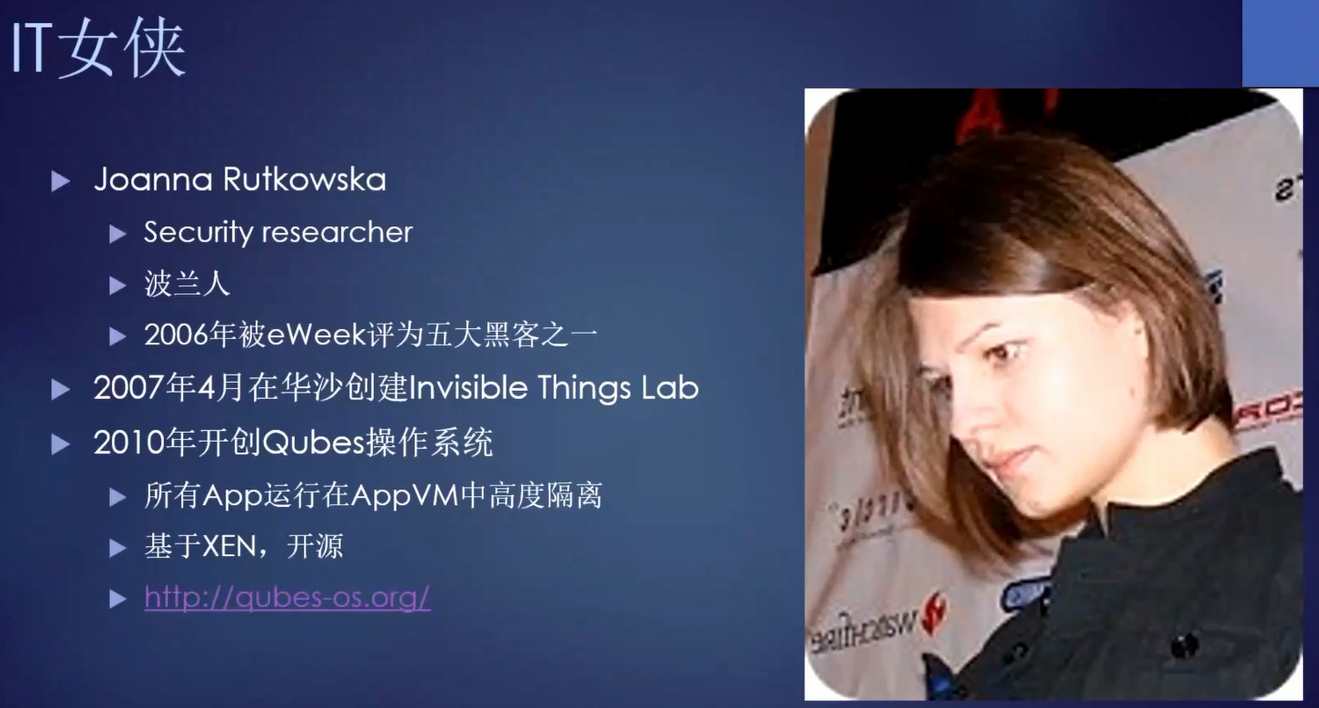 IT女侠
Joanna Rutkowska
Security researcher
波兰人
2006年被eWeek评为五大黑客之一
2007年4月在华沙创建Invisible Things Lab
2010年开创Qubes操作系统
所有App运行在AppVM中高度隔离
基于XEN，开源
http://qubes-os.org/